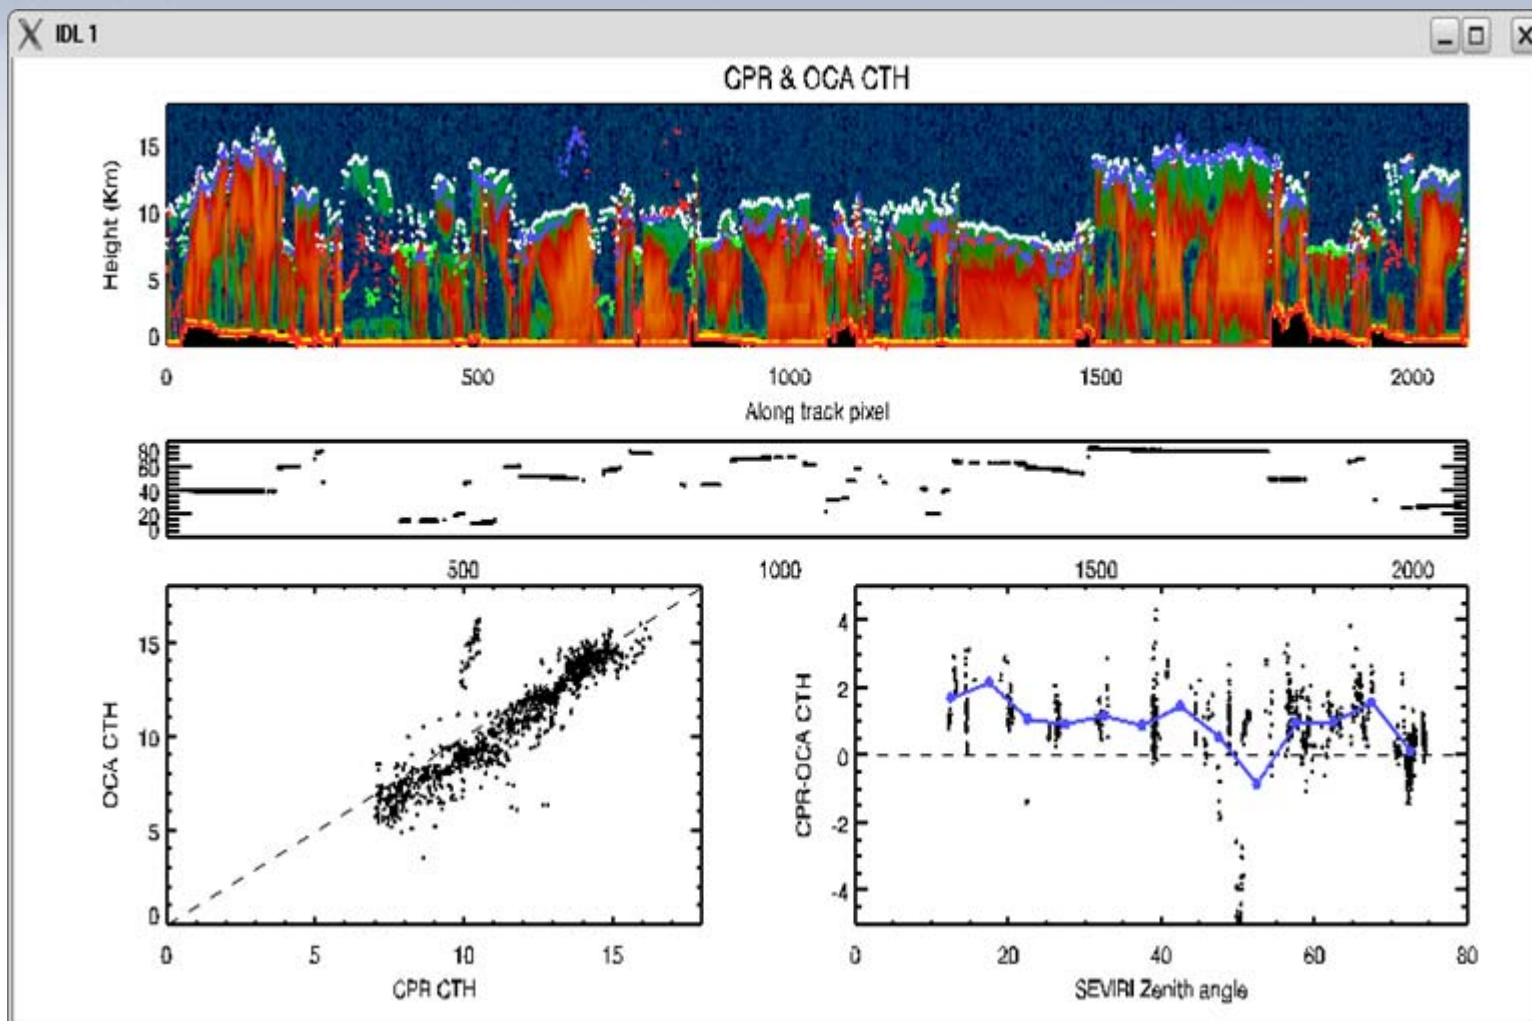 IDL 1
CPR & OCA CTH
Height (Km)
15
10
5
0
0 500 1000 1500 2000
Along track pixel
80
60
40
20
0
500 1000 1500 2000
OCA CTH
15
10
5
0
0 5 10 15
CPR CTH
CPR-OCA CTH
4
2
0
-2
-4
0 20 40 60 80
SEVIRI Zenith angle